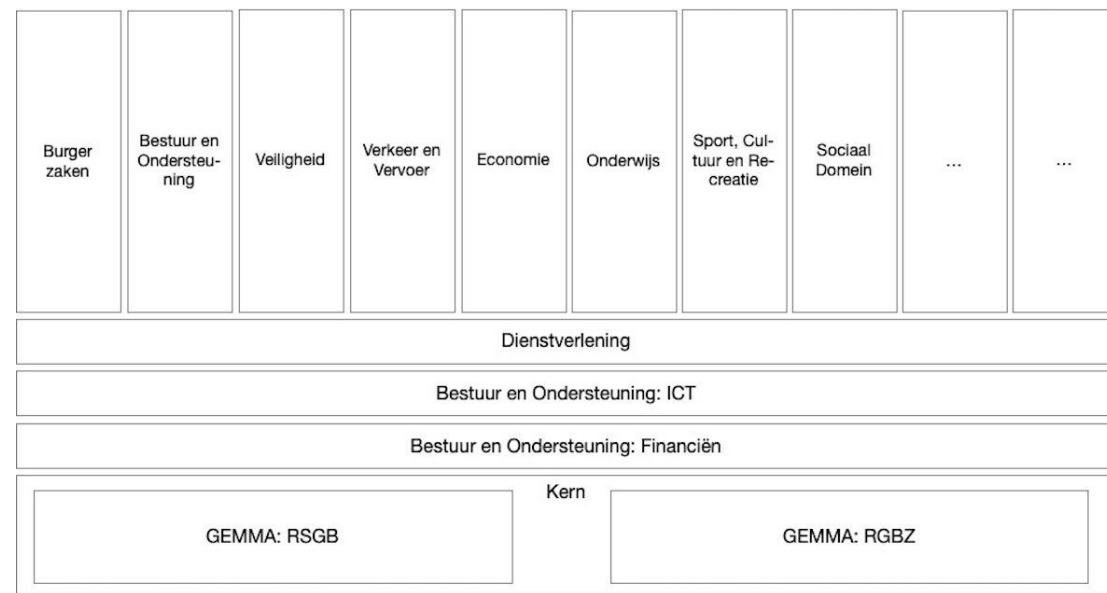 Burger
zaken
Bestuur en
Ondersteu-
ning
Veiligheid
Verkeer en
Vervoer
Economie
Onderwijs
Sport, Cul-
tuur en Re-
creatie
Sociaal
Domein
...
...
Dienstverlening
Bestuur en Ondersteuning: ICT
Bestuur en Ondersteuning: Financiën
Kern
GEMMA: RSGB
GEMMA: RGBZ